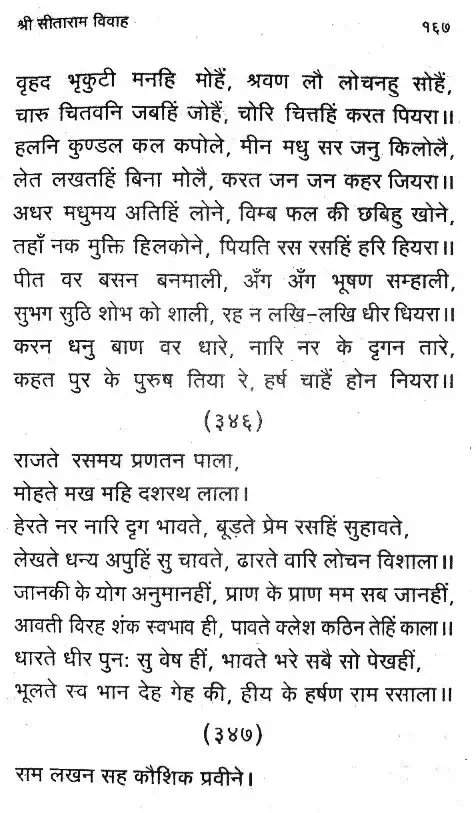 श्री सीताराम विवाह १६७
वृहद भृकुटी मनहि मोहैं, श्रवण लौ लोचनहु सोहैं,
चारु चितवनि जबहिं जोहैं, चोरि चित्तहिं करत पियरा॥
हलनि कुण्डल कल कपोले, मीन मधु सर जनु किलोलै,
लेत लखतहिं बिना मोलै, करत जन जन कहर जियरा॥
अधर मधुमय अतिहिं लोने, विम्ब फल की छबिहु खोने,
तहाँ नक मुक्ति हिलकोने, पियति रस रसहिं हरि हियरा॥
पीत वर बसन बनमाली, अँग अँग भूषण सम्हाली,
सुभग सुठि शोभ को शाली, रह न लखि-लखि धीर धियरा॥
करन धनु बाण वर धारे, नारि नर के दृगन तारे,
कहत पुर के पुरुष तिया रे, हर्ष चाहैं होन नियरा॥
(३४६)
राजते रसमय प्रणतन पाला,
मोहते मख महि दशरथ लाला।
हेरते नर नारि दृग भावते, बूड़ते प्रेम रसहिं सुहावते,
लेखते धन्य अपुहिं सु चावते, ढारते वारि लोचन विशाला॥
जानकी के योग अनुमानहीं, प्राण के प्राण मम सब जानहीं,
आवती विरह शंक स्वभाव ही, पावते क्लेश कठिन तेहिं काला॥
धारते धीर पुनः सु वेष हीं, भावते भरे सबै सो पेखहीं,
भूलते स्व भान देह गेह की, हीय के हर्षण राम रसाला॥
(३४७)
राम लखन सह कौशिक प्रवीने।